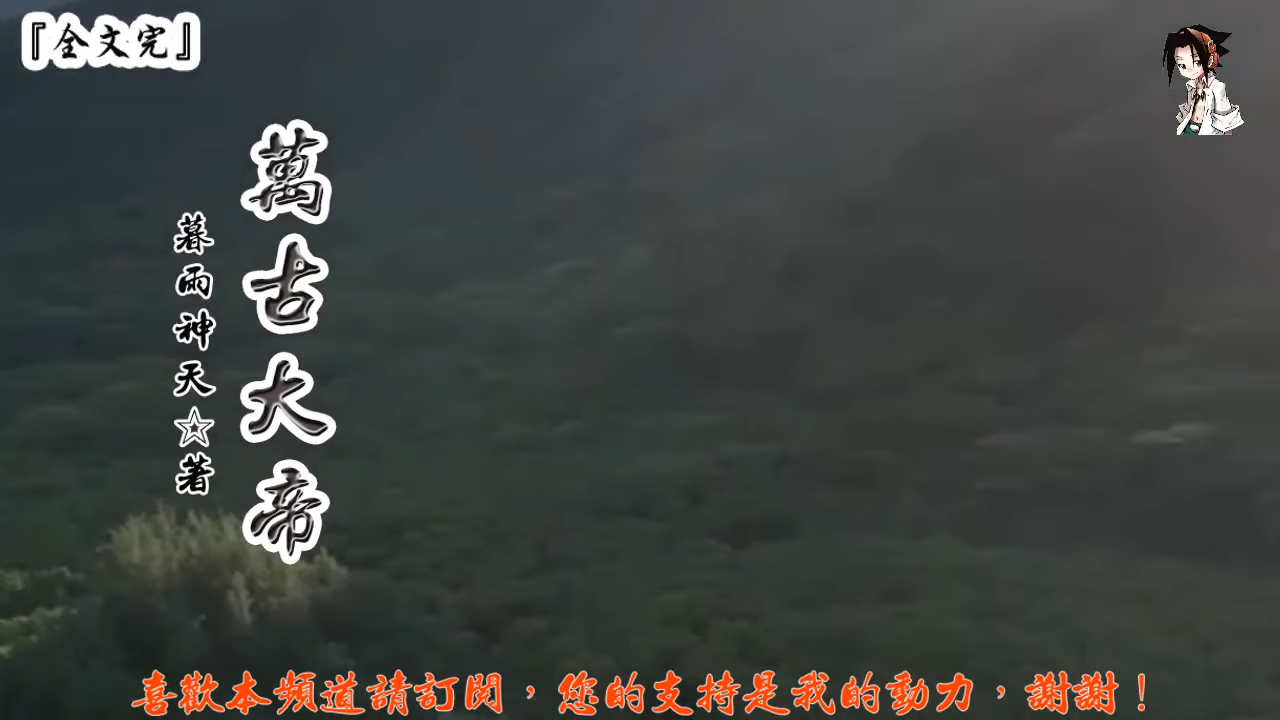 『全文完』
萬古大帝
暮雨神天☆著
喜歡本頻道請訂閱，您的支持是我的動力，謝謝！